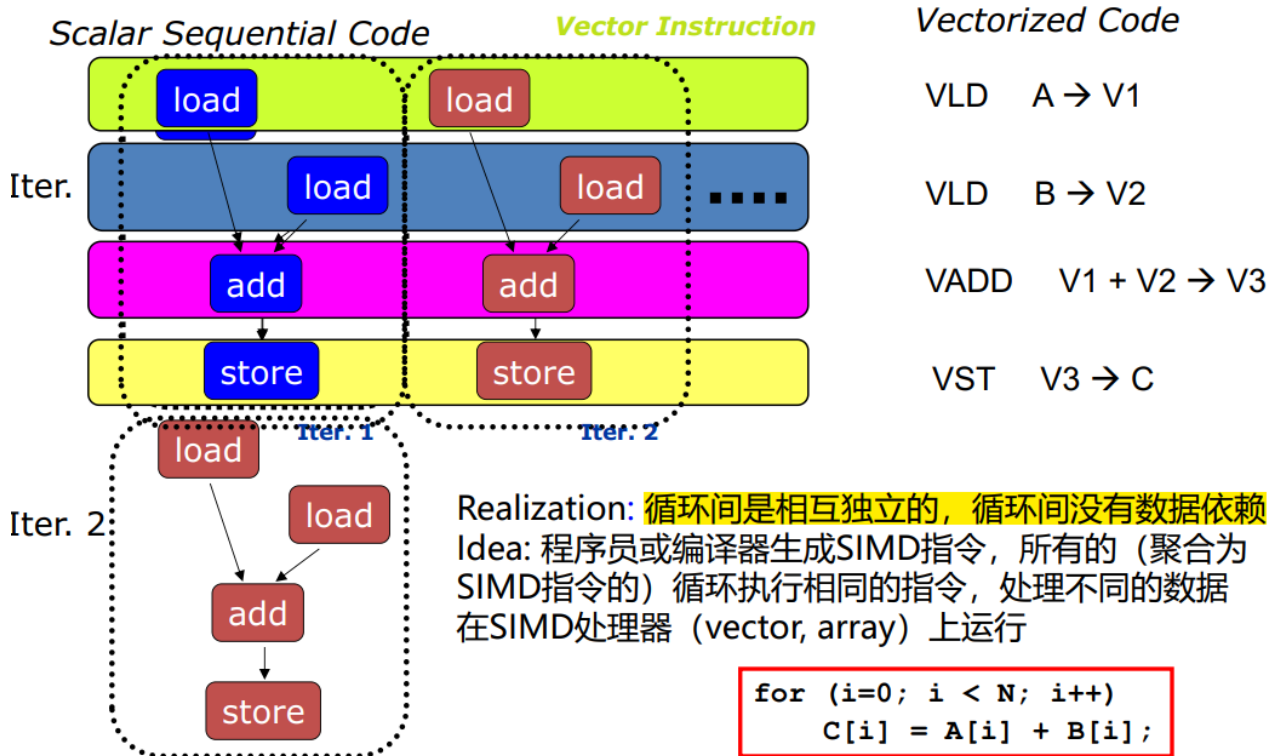 Scalar Sequential Code
Vector Instruction
Vectorized Code
load
load
VLD A → V1
Iter.
load
load
▪▪▪▪
VLD B → V2
add
add
VADD V1 + V2 → V3
store
store
VST V3 → C
Iter. 1
Iter. 2
load
load
Iter. 2
add
store
Realization: 循环间是相互独立的，循环间没有数据依赖
Idea: 程序员或编译器生成SIMD指令，所有的（聚合为
SIMD指令的）循环执行相同的指令，处理不同的数据
在SIMD处理器（vector, array）上运行
for (i=0; i < N; i++)
C[i] = A[i] + B[i];